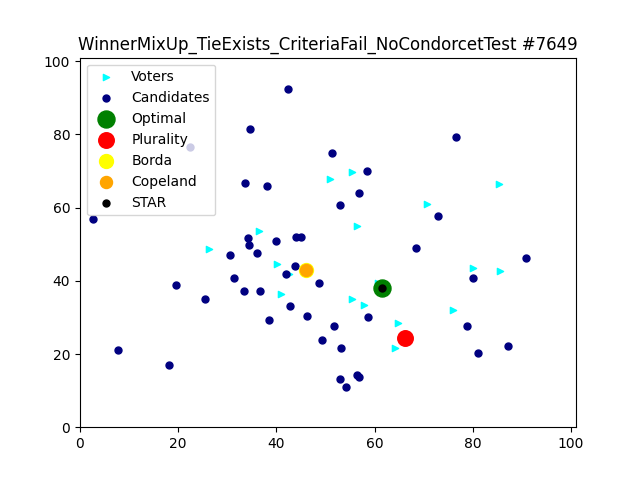 WinnerMixUp_TieExists_CriteriaFail_NoCondorcetTest #7649
100
80
60
40
20
0
Voters
Candidates
Optimal
Plurality
Borda
Copeland
STAR
0 20 40 60 80 100